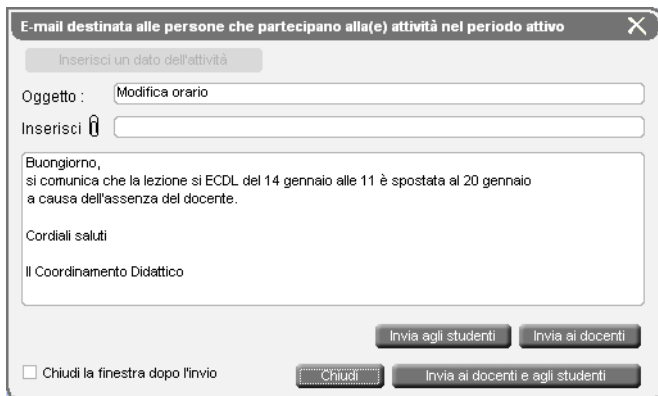 E-mail destinata alle persone che partecipano alla(e) attività nel periodo attivo
Inserisci un dato dell'attività
Oggetto : Modifica orario
Inserisci
Buongiorno,
si comunica che la lezione si ECDL del 14 gennaio alle 11 è spostata al 20 gennaio
a causa dell'assenza del docente.
Cordiali saluti
Il Coordinamento Didattico
Invia agli studenti Invia ai docenti
Chiudi la finestra dopo l'invio Chiudi Invia ai docenti e agli studenti